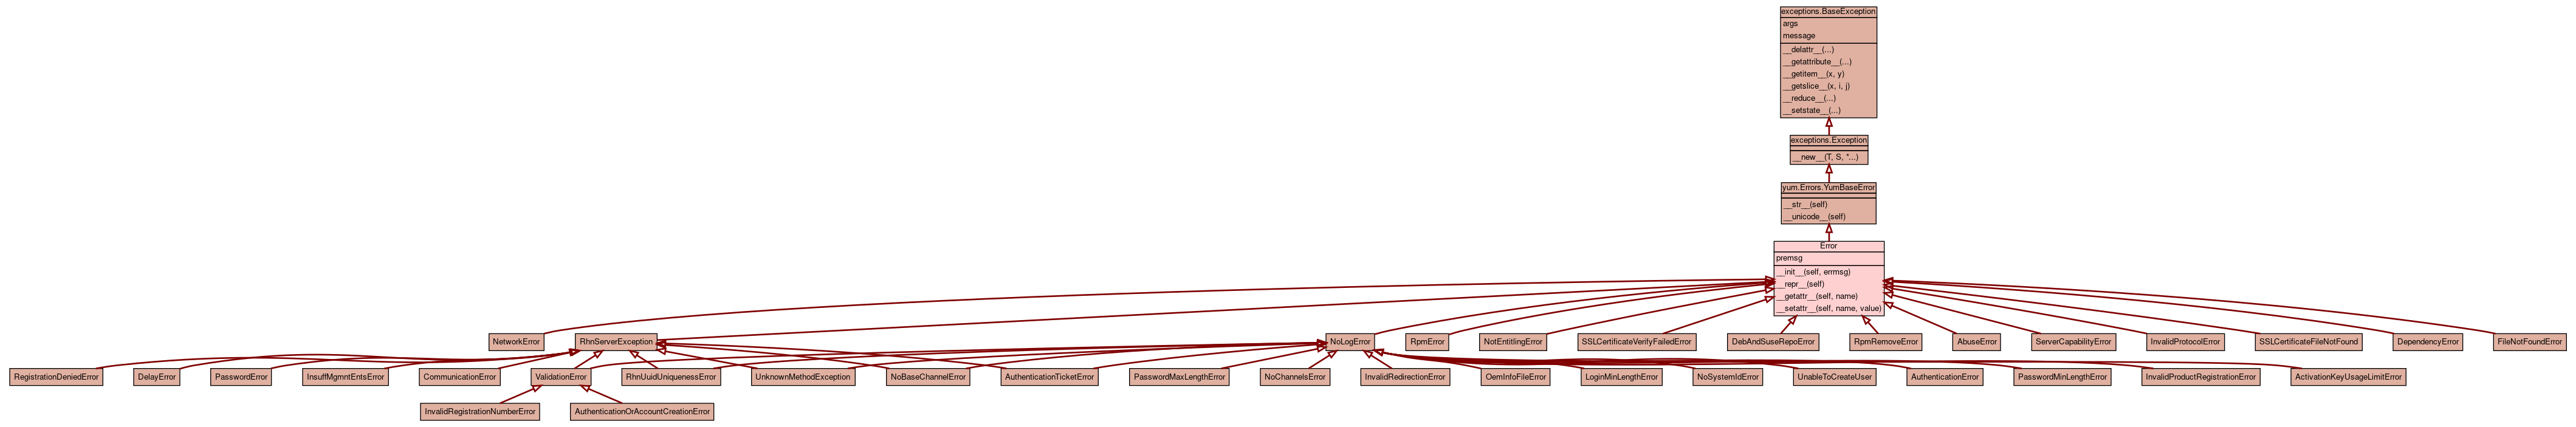 exceptions.BaseException
args
message
__delattr__(...)
__getattribute__(...)
__getitem__(x, y)
__getslice__(x, i, j)
__reduce__(...)
__setstate__(...)
exceptions.Exception
__new__(T, S, *...)
yum.Errors.YumBaseError
__str__(self)
__unicode__(self)
Error
premsg
__init__(self, errmsg)
__repr__(self)
__getattr__(self, name)
__setattr__(self, name, value)
NetworkError
RhnServerException
NoLogError
RpmError
NotEntitlingError
SSLCertificateVerifyFailedError
DebAndSuseRepoError
RpmRemoveError
AbuseError
ServerCapabilityError
InvalidProtocolError
SSLCertificateFileNotFound
DependencyError
FileNotFoundError
RegistrationDeniedError
DelayError
PasswordError
InsuffMgmntEntsError
CommunicationError
ValidationError
RhnUuidUniquenessError
UnknownMethodException
NoBaseChannelError
AuthenticationTicketError
PasswordMaxLengthError
NoChannelsError
InvalidRedirectionError
OemInfoFileError
LoginMinLengthError
NoSystemIdError
UnableToCreateUser
AuthenticationError
PasswordMinLengthError
InvalidProductRegistrationError
ActivationKeyUsageLimitError
InvalidRegistrationNumberError
AuthenticationOrAccountCreationError